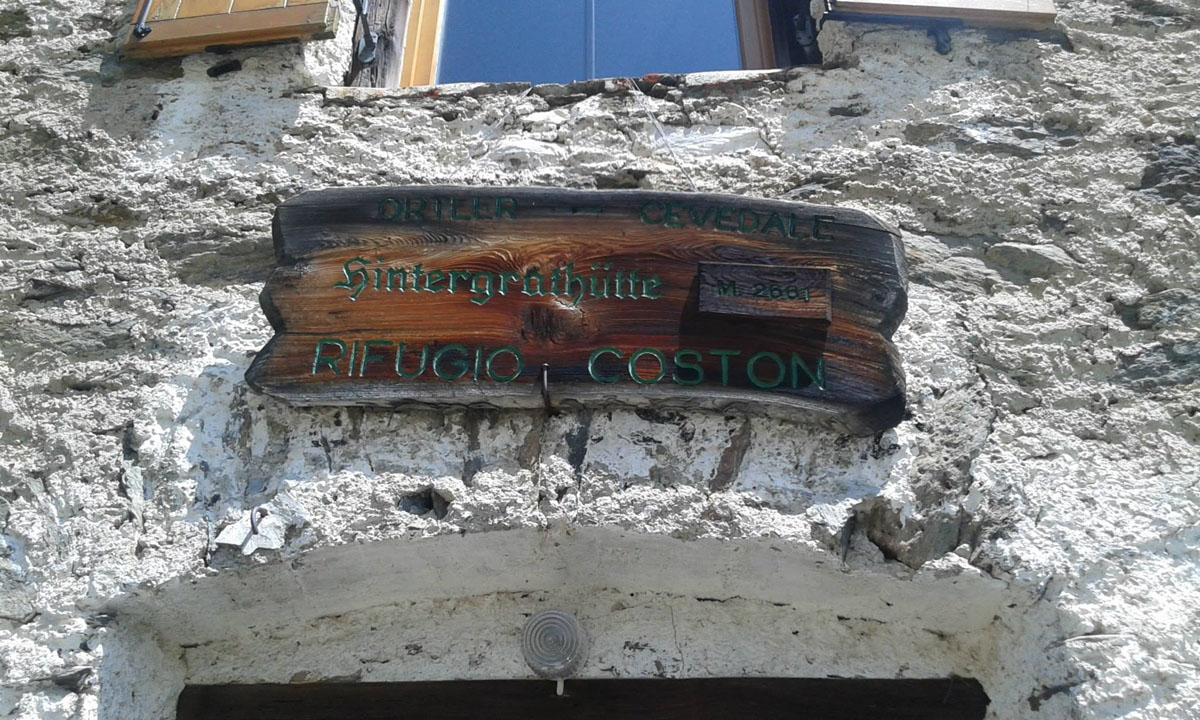 ORTLER - CEVEDALE
Hintergrathütte
M. 2661
RIFUGIO COSTON